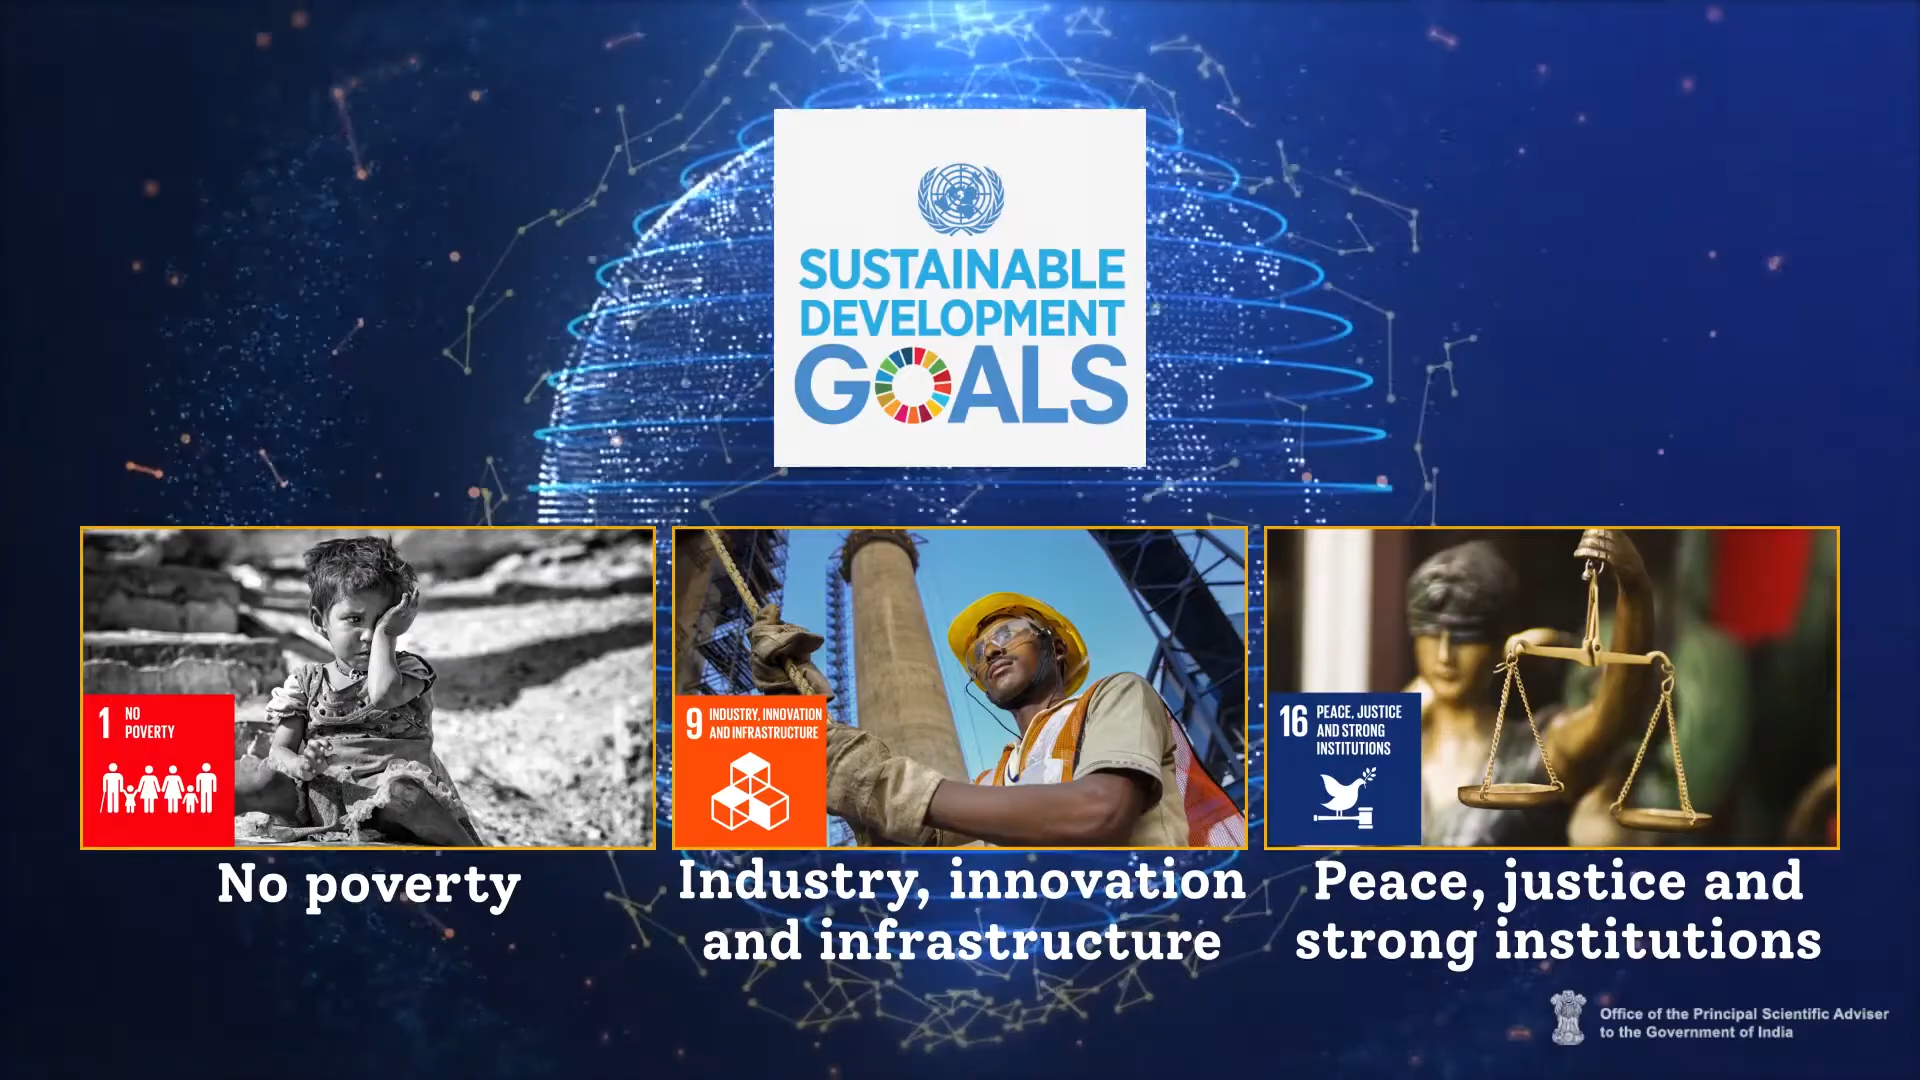 SUSTAINABLE
DEVELOPMENT
GOALS
1 NO
POVERTY
9 INDUSTRY, INNOVATION
AND INFRASTRUCTURE
16 PEACE, JUSTICE
AND STRONG
INSTITUTIONS
No poverty
Industry, innovation
and infrastructure
Peace, justice and
strong institutions
Office of the Principal Scientific Adviser
to the Government of India